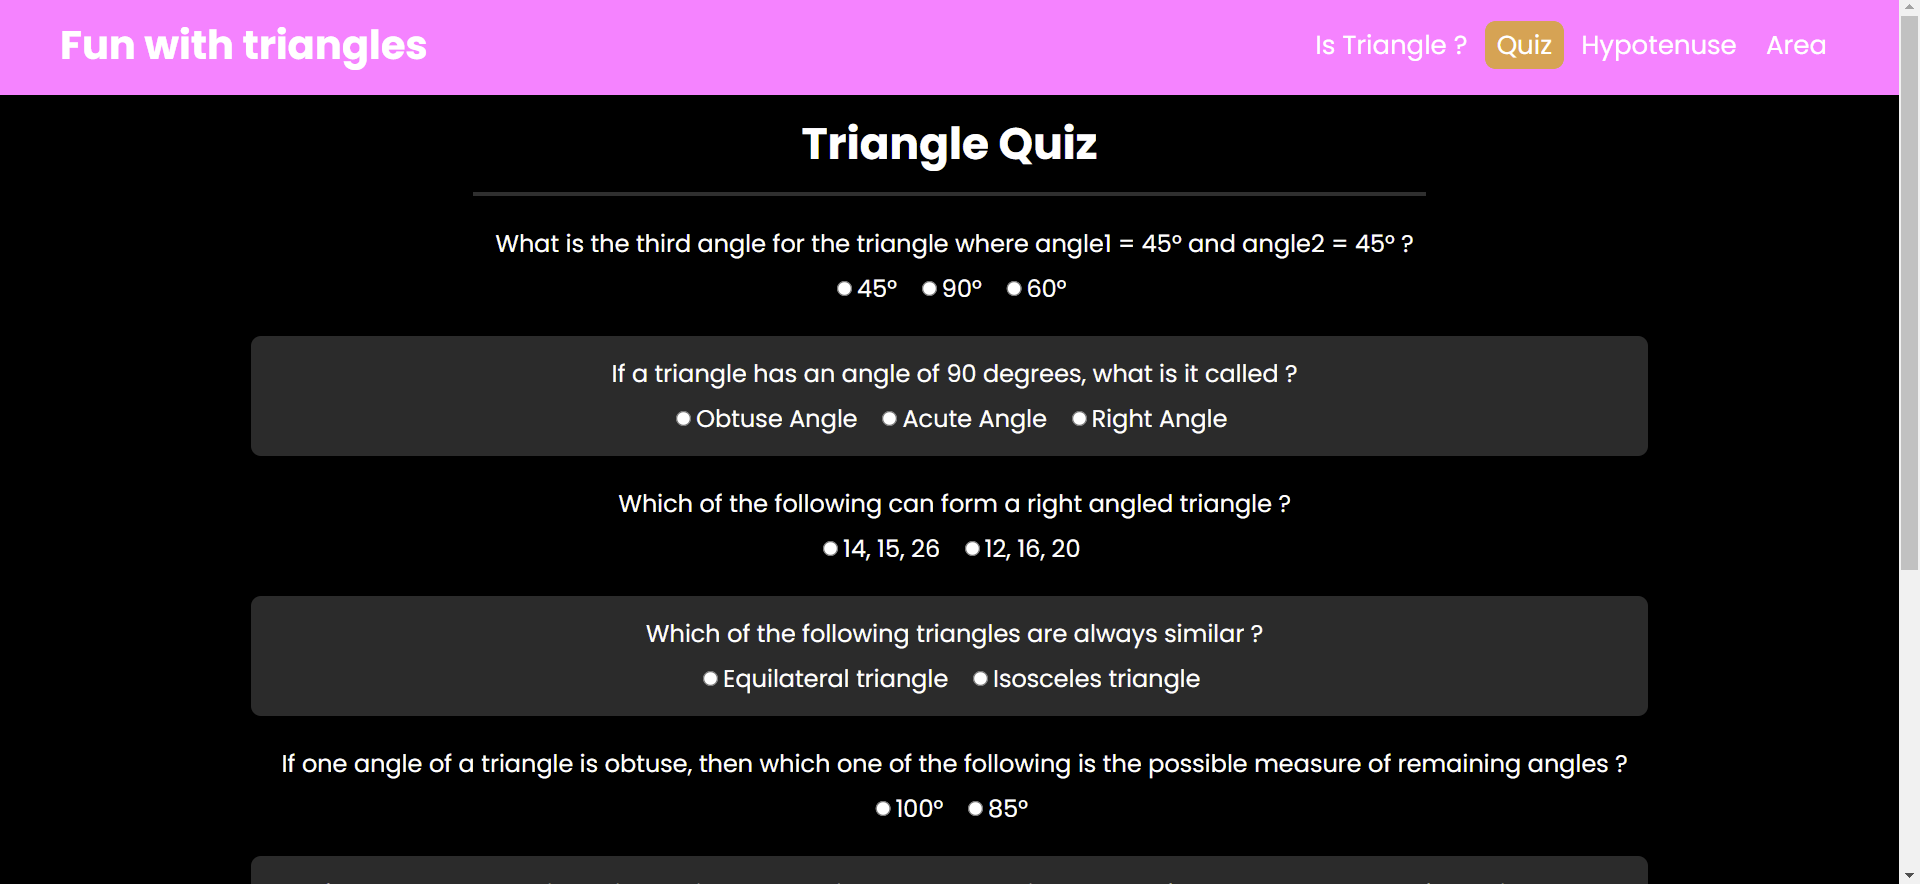 Fun with triangles
Is Triangle ? Quiz Hypotenuse Area
Triangle Quiz
What is the third angle for the triangle where angle1 = 45° and angle2 = 45° ?
45° 90° 60°
If a triangle has an angle of 90 degrees, what is it called ?
Obtuse Angle Acute Angle Right Angle
Which of the following can form a right angled triangle ?
14, 15, 26 12, 16, 20
Which of the following triangles are always similar ?
Equilateral triangle Isosceles triangle
If one angle of a triangle is obtuse, then which one of the following is the possible measure of remaining angles ?
100° 85°